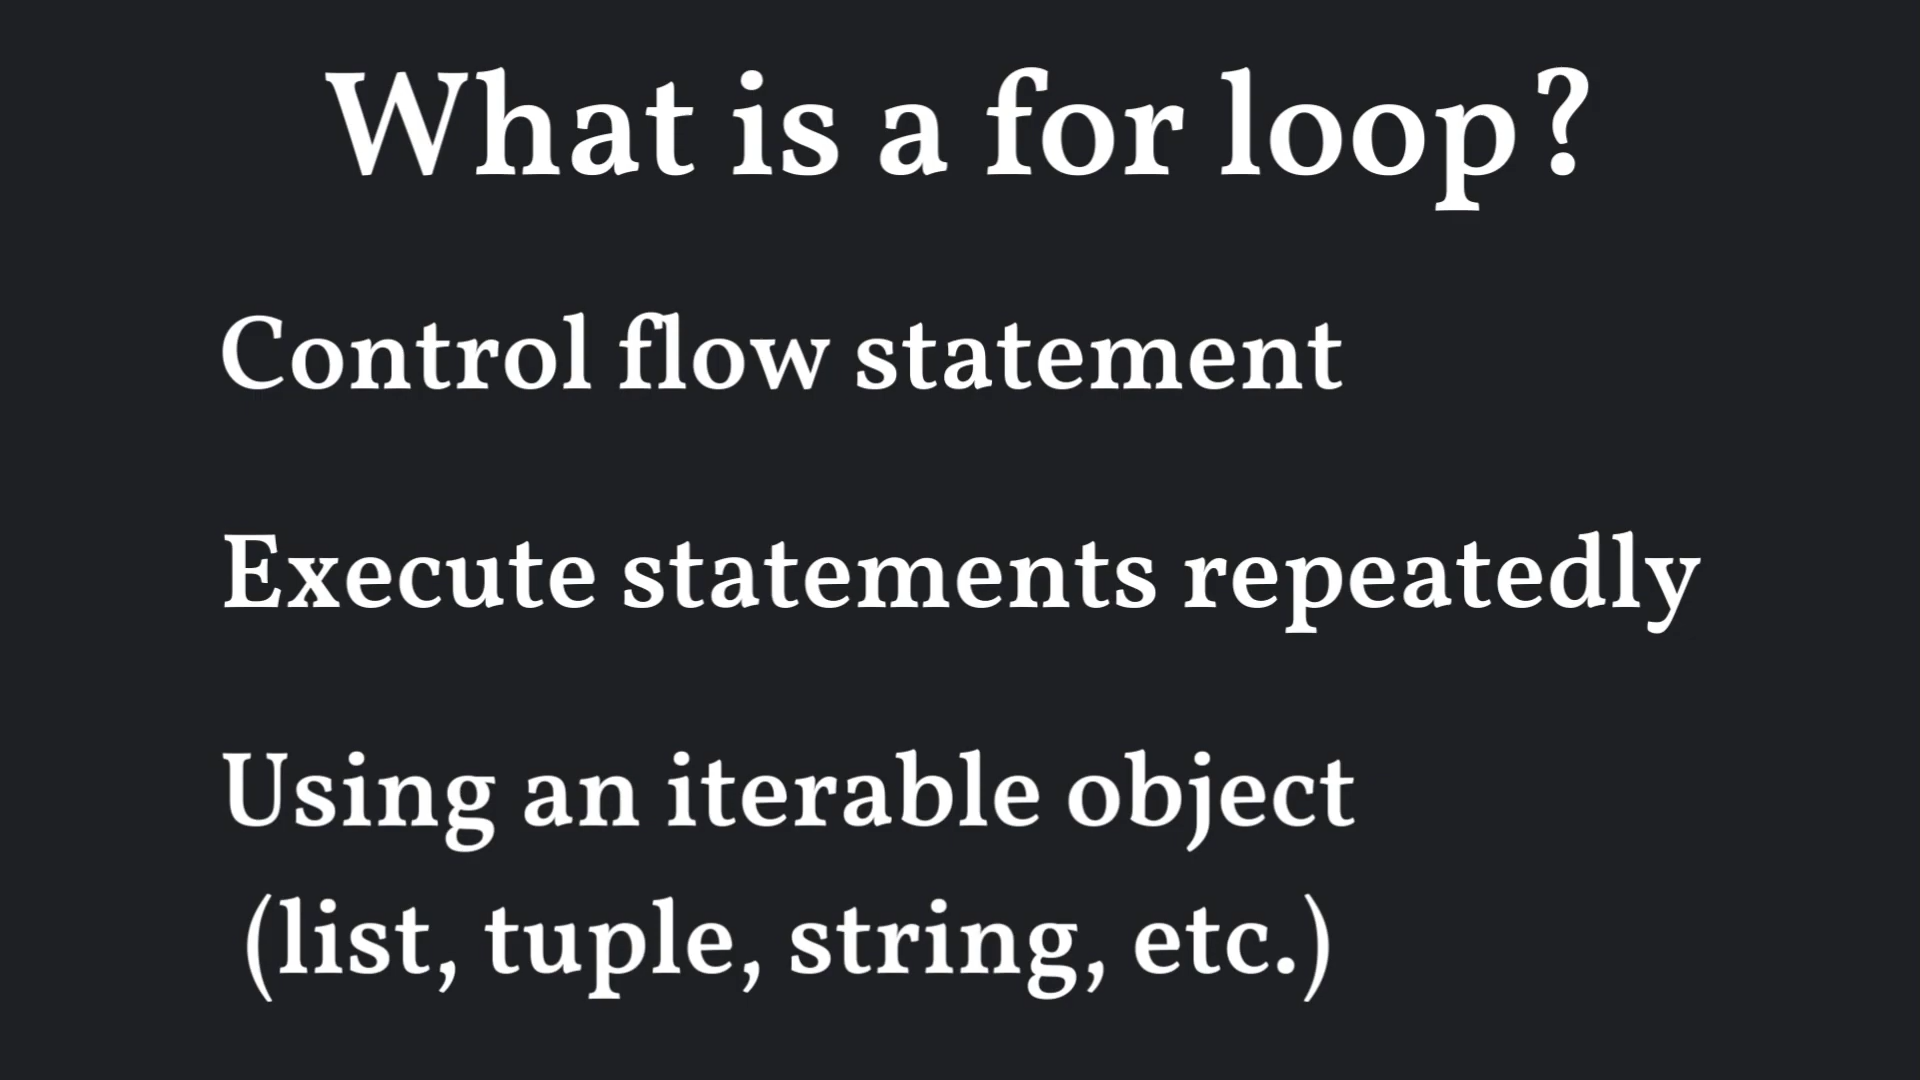 What is a for loop?
Control flow statement
Execute statements repeatedly
Using an iterable object
(list, tuple, string, etc.)